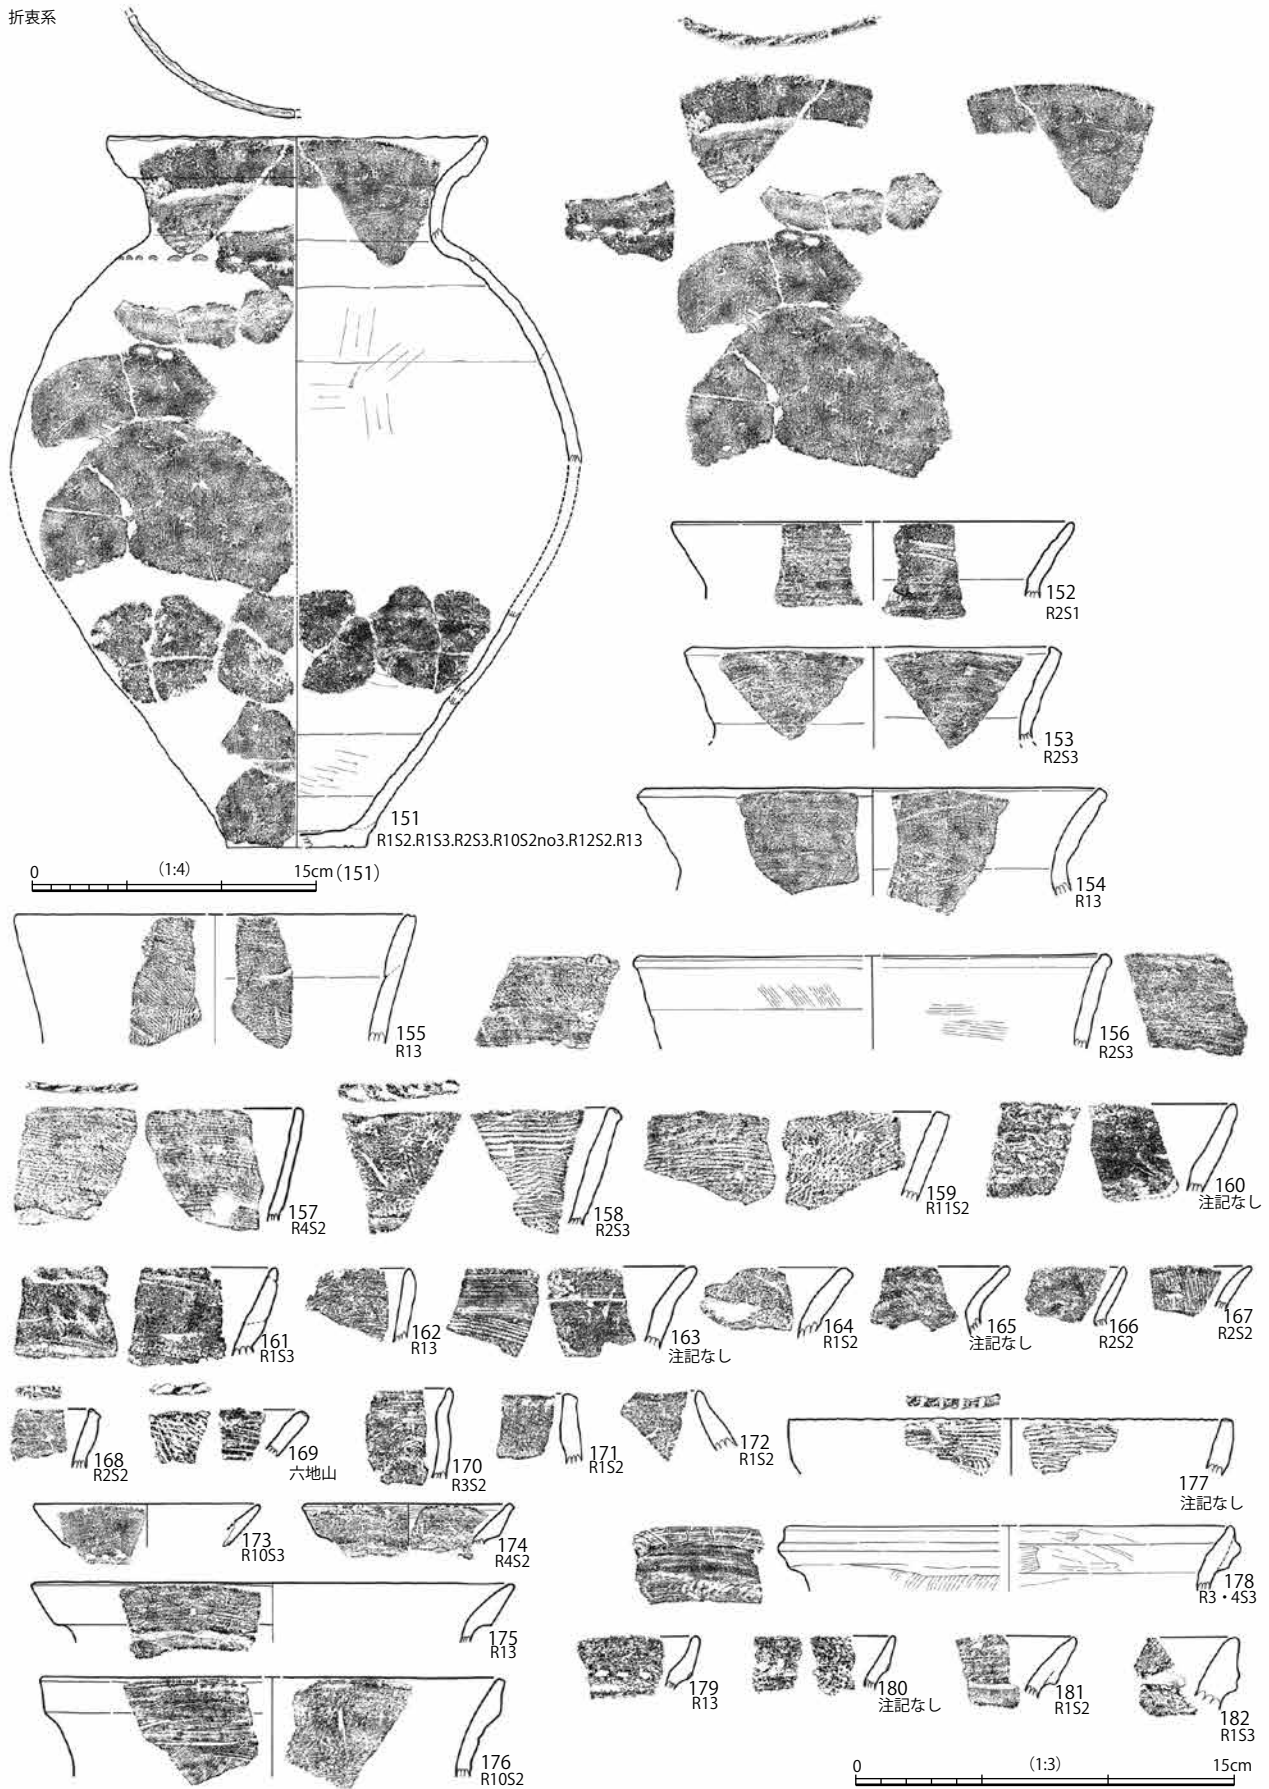 折衷系
152
R2S1
153
R2S3
151
R1S2.R1S3.R2S3.R10S2no3.R12S2.R13
154
R13
0 (1:4) 15cm (151)
155
R13
156
R2S3
157
R4S2
158
R2S3
159
R11S2
160
注記なし
161
R1S3
162
R13
163
注記なし
164
R1S2
165
注記なし
166
R2S2
167
R2S2
168
R2S2
169
六地山
170
R3S2
171
R1S2
172
R1S2
177
注記なし
173
R10S3
174
R4S2
178
R3・4S3
175
R13
179
R13
180
注記なし
181
R1S2
182
R1S3
176
R10S2
0 (1:3) 15cm